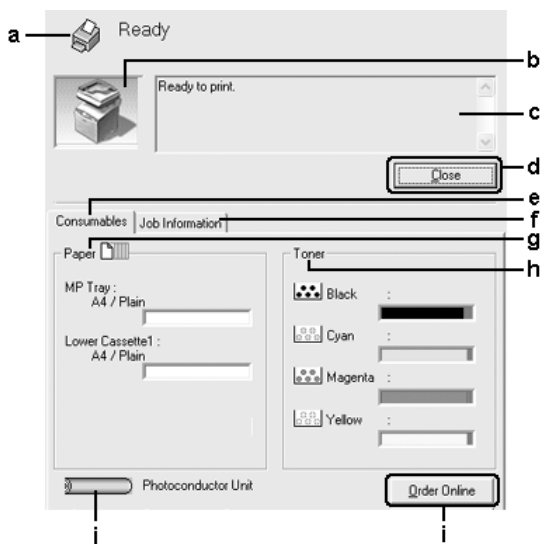 a
Ready
b
Ready to print.
c
d
Close
e
Consumables
Job Information
f
g
Paper
Toner
h
MP Tray :
A4 / Plain
Black :
Lower Cassette1 :
A4 / Plain
Cyan :
Magenta :
Yellow :
Photoconductor Unit
Order Online
i
i